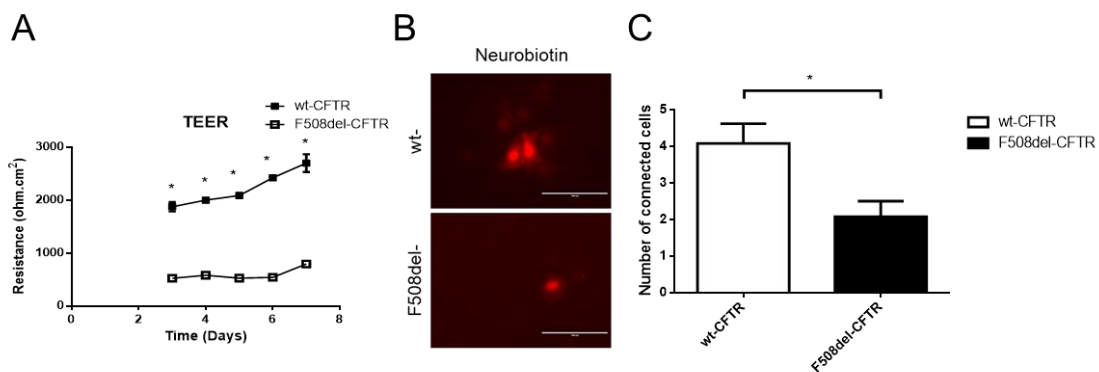 A
TEER
wt-CFTR
F508del-CFTR
Resistance (ohm.cm²)
3000
2000
1000
0
* * * * *
0 2 4 6 8
Time (Days)
B
Neurobiotin
wt-
F508del-
C
*
Number of connected cells
5
4
3
2
1
0
wt-CFTR
F508del-CFTR
wt-CFTR
F508del-CFTR